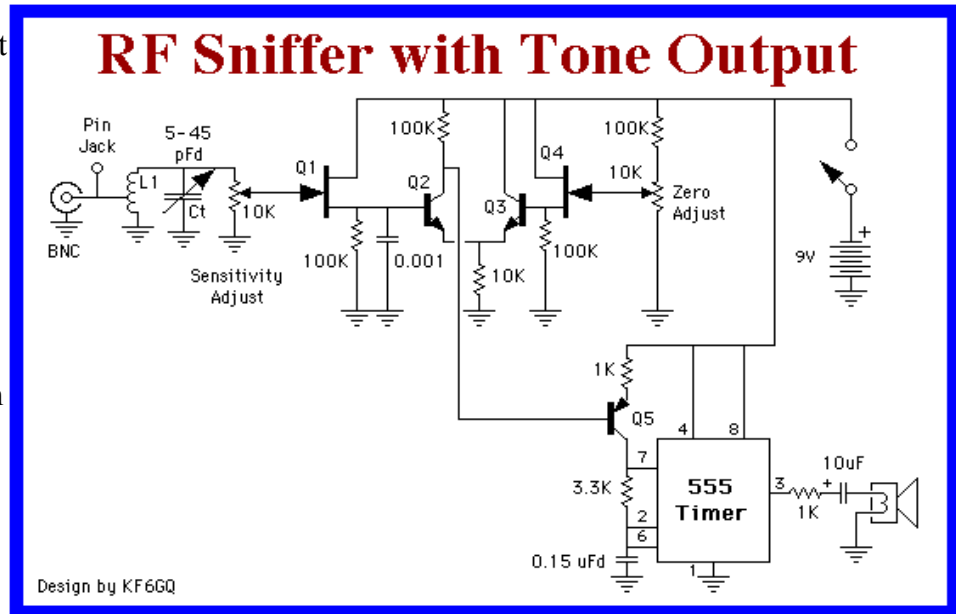 t
RF Sniffer with Tone Output
Pin
Jack
5-45
pFd
L1
Ct
10K
BNC
Sensitivity
Adjust
Q1
100K
0.001
100K
Q2
Q3
10K
Q4
100K
100K
10K
Zero
Adjust
9V
+
1K
Q5
4
8
7
3.3K
2
6
555
Timer
3
1K
+
10uF
0.15 uFd
1
n
Design by KF6GQ